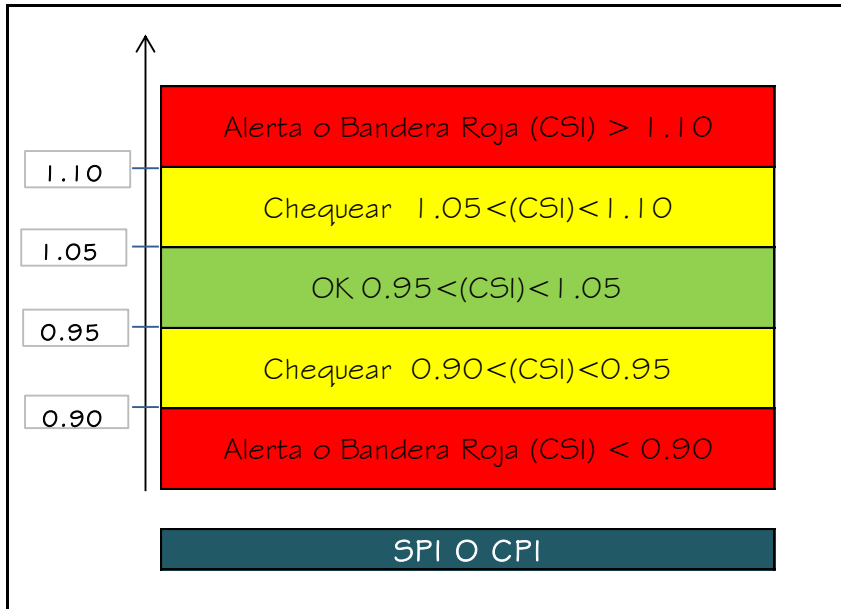 Alerta o Bandera Roja (CSI) > 1.10
1.10
Chequear 1.05<(CSI)<1.10
1.05
OK 0.95<(CSI)<1.05
0.95
Chequear 0.90<(CSI)<0.95
0.90
Alerta o Bandera Roja (CSI) < 0.90
SPI O CPI